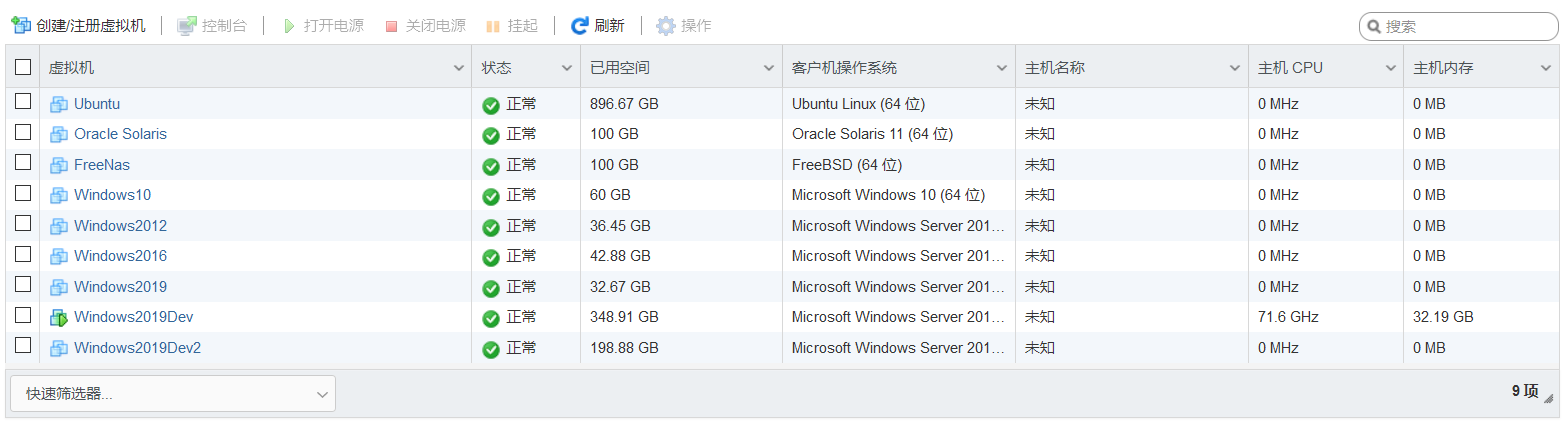 创建/注册虚拟机 控制台 打开电源 关闭电源 挂起 刷新 操作 搜索
虚拟机 状态 已用空间 客户机操作系统 主机名称 主机 CPU 主机内存
Ubuntu 正常 896.67 GB Ubuntu Linux (64 位) 未知 0 MHz 0 MB
Oracle Solaris 正常 100 GB Oracle Solaris 11 (64 位) 未知 0 MHz 0 MB
FreeNas 正常 100 GB FreeBSD (64 位) 未知 0 MHz 0 MB
Windows10 正常 60 GB Microsoft Windows 10 (64 位) 未知 0 MHz 0 MB
Windows2012 正常 36.45 GB Microsoft Windows Server 201... 未知 0 MHz 0 MB
Windows2016 正常 42.88 GB Microsoft Windows Server 201... 未知 0 MHz 0 MB
Windows2019 正常 32.67 GB Microsoft Windows Server 201... 未知 0 MHz 0 MB
Windows2019Dev 正常 348.91 GB Microsoft Windows Server 201... 未知 71.6 GHz 32.19 GB
Windows2019Dev2 正常 198.88 GB Microsoft Windows Server 201... 未知 0 MHz 0 MB
快速筛选器... 9 项